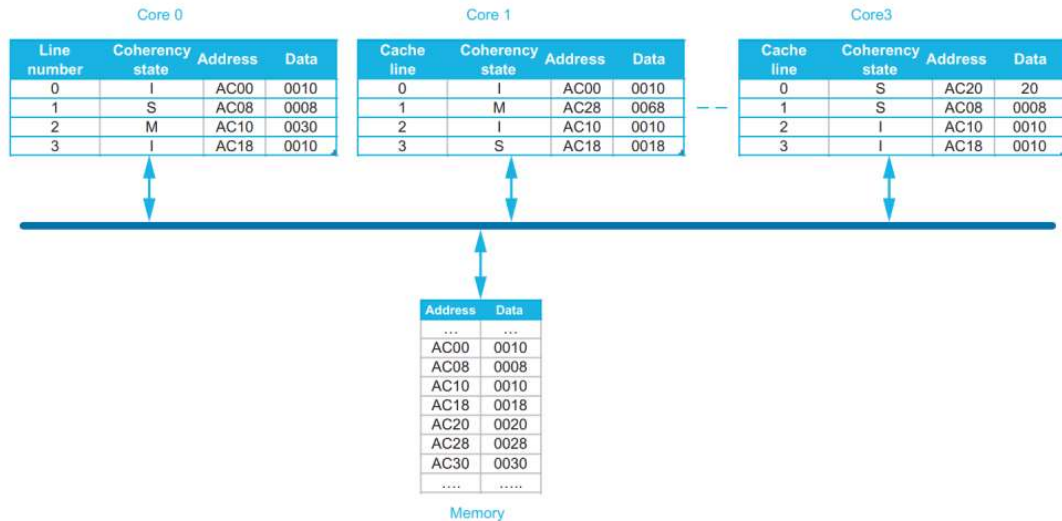 Core 0
Line number Coherency state Address Data
0 I AC00 0010
1 S AC08 0008
2 M AC10 0030
3 I AC18 0010
Core 1
Cache line Coherency state Address Data
0 I AC00 0010
1 M AC28 0068
2 I AC10 0010
3 S AC18 0018
Core3
Cache line Coherency state Address Data
0 S AC20 20
1 S AC08 0008
2 I AC10 0010
3 I AC18 0010
Address Data
... ...
AC00 0010
AC08 0008
AC10 0010
AC18 0018
AC20 0020
AC28 0028
AC30 0030
.... .....
Memory